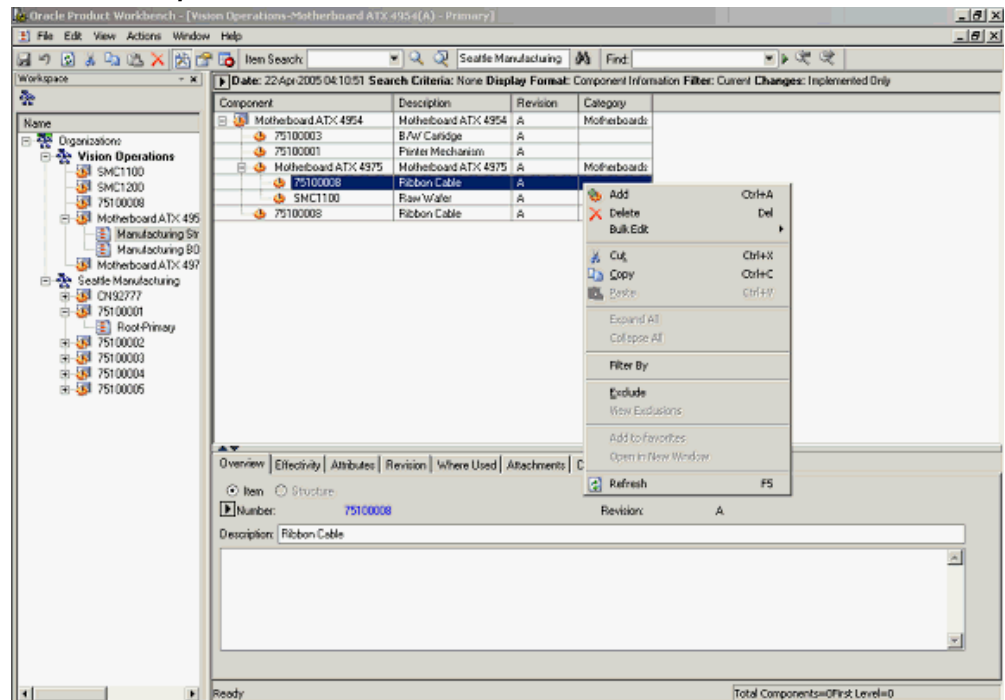 Oracle Product Workbench - [Vision Operations-Motherboard ATX 4954(A) - Primary]
File Edit View Actions Window Help
Item Search: Seattle Manufacturing Find:
Workspace
Date: 22-Apr-2005 04:10:51 Search Criteria: None Display Format: Component Information Filter: Current Changes: Implemented Only
Name
Organizations
Vision Operations
SMC1100
SMC1200
75100008
Motherboard ATX 495
Manufacturing Str
Manufacturing BO
Motherboard ATX 497
Seattle Manufacturing
CN92777
75100001
Root-Primary
75100002
75100003
75100004
75100005
Component Description Revision Category
Motherboard ATX 4954 Motherboard ATX 4954 A Motherboards
75100003 B/W Cartidge A
75100001 Printer Mechanism A
Motherboard ATX 4975 Motherboard ATX 4975 A Motherboards
75100008 Ribbon Cable A
SMC1100 Raw Wafer A
75100008 Ribbon Cable A
Add Ctrl+A
Delete Del
Bulk Edit
Cut Ctrl+X
Copy Ctrl+C
Paste Ctrl+V
Expand All
Collapse All
Filter By
Exclude
View Exclusions
Add to Favorites
Open in New Window
Refresh F5
Overview Effectivity Attributes Revision Where Used Attachments
Item Structure
Number: 75100008 Revision: A
Description: Ribbon Cable
Ready Total Components=0First Level=0